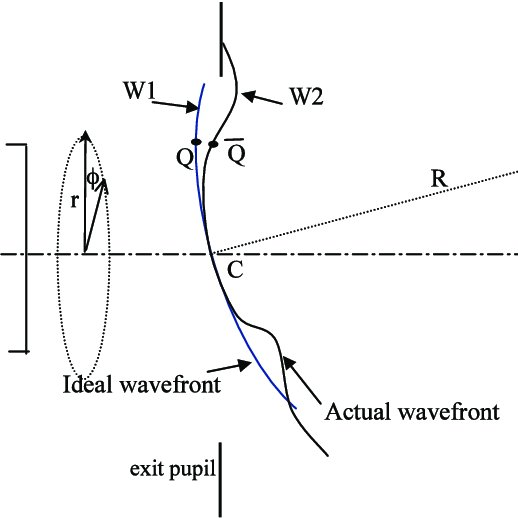 W1
W2
Q
Q̅
ϕ
r
R
C
Ideal wavefront
Actual wavefront
exit pupil